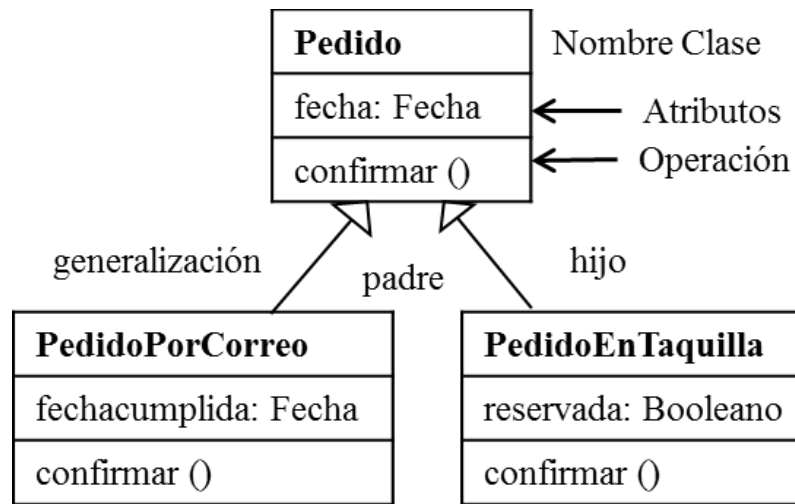 Pedido
Nombre Clase
fecha: Fecha
Atributos
confirmar ()
Operación
generalización
padre
hijo
PedidoPorCorreo
fechacumplida: Fecha
confirmar ()
PedidoEnTaquilla
reservada: Booleano
confirmar ()